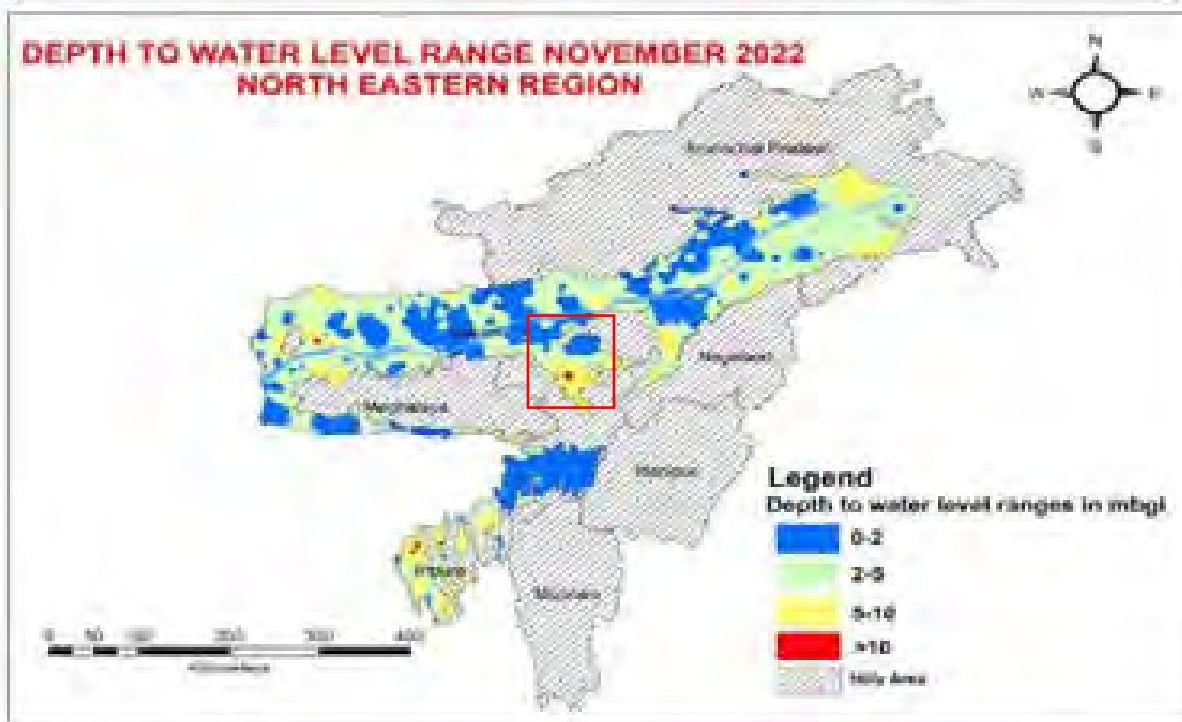 DEPTH TO WATER LEVEL RANGE NOVEMBER 2022
NORTH EASTERN REGION
N
W E
S
Arunachal Pradesh
Nagaland
Meghalaya
Manipur
Tripura
Mizoram
Legend
Depth to water level ranges in mbgl
0-2
2-5
5-10
>10
Hilly Area
0 50 100 200 300 400
Kilometers